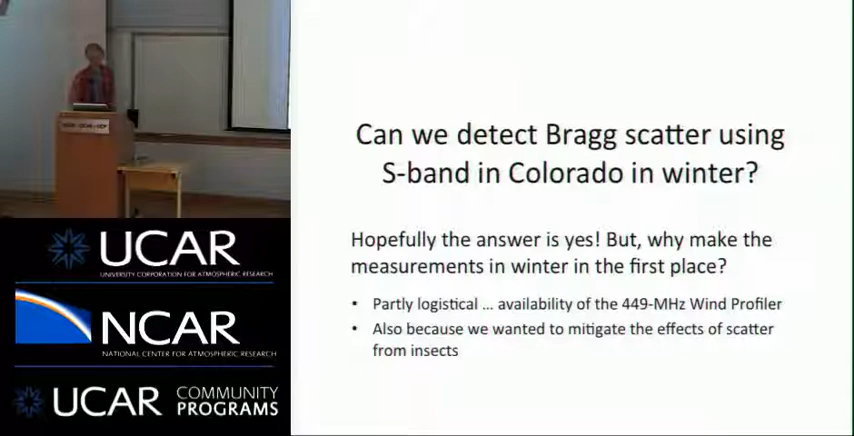 Can we detect Bragg scatter using
S-band in Colorado in winter?
Hopefully the answer is yes! But, why make the
measurements in winter in the first place?
• Partly logistical ... availability of the 449-MHz Wind Profiler
• Also because we wanted to mitigate the effects of scatter
from insects
UCAR
UNIVERSITY CORPORATION FOR ATMOSPHERIC RESEARCH
NCAR
NATIONAL CENTER FOR ATMOSPHERIC RESEARCH
UCAR
COMMUNITY
PROGRAMS